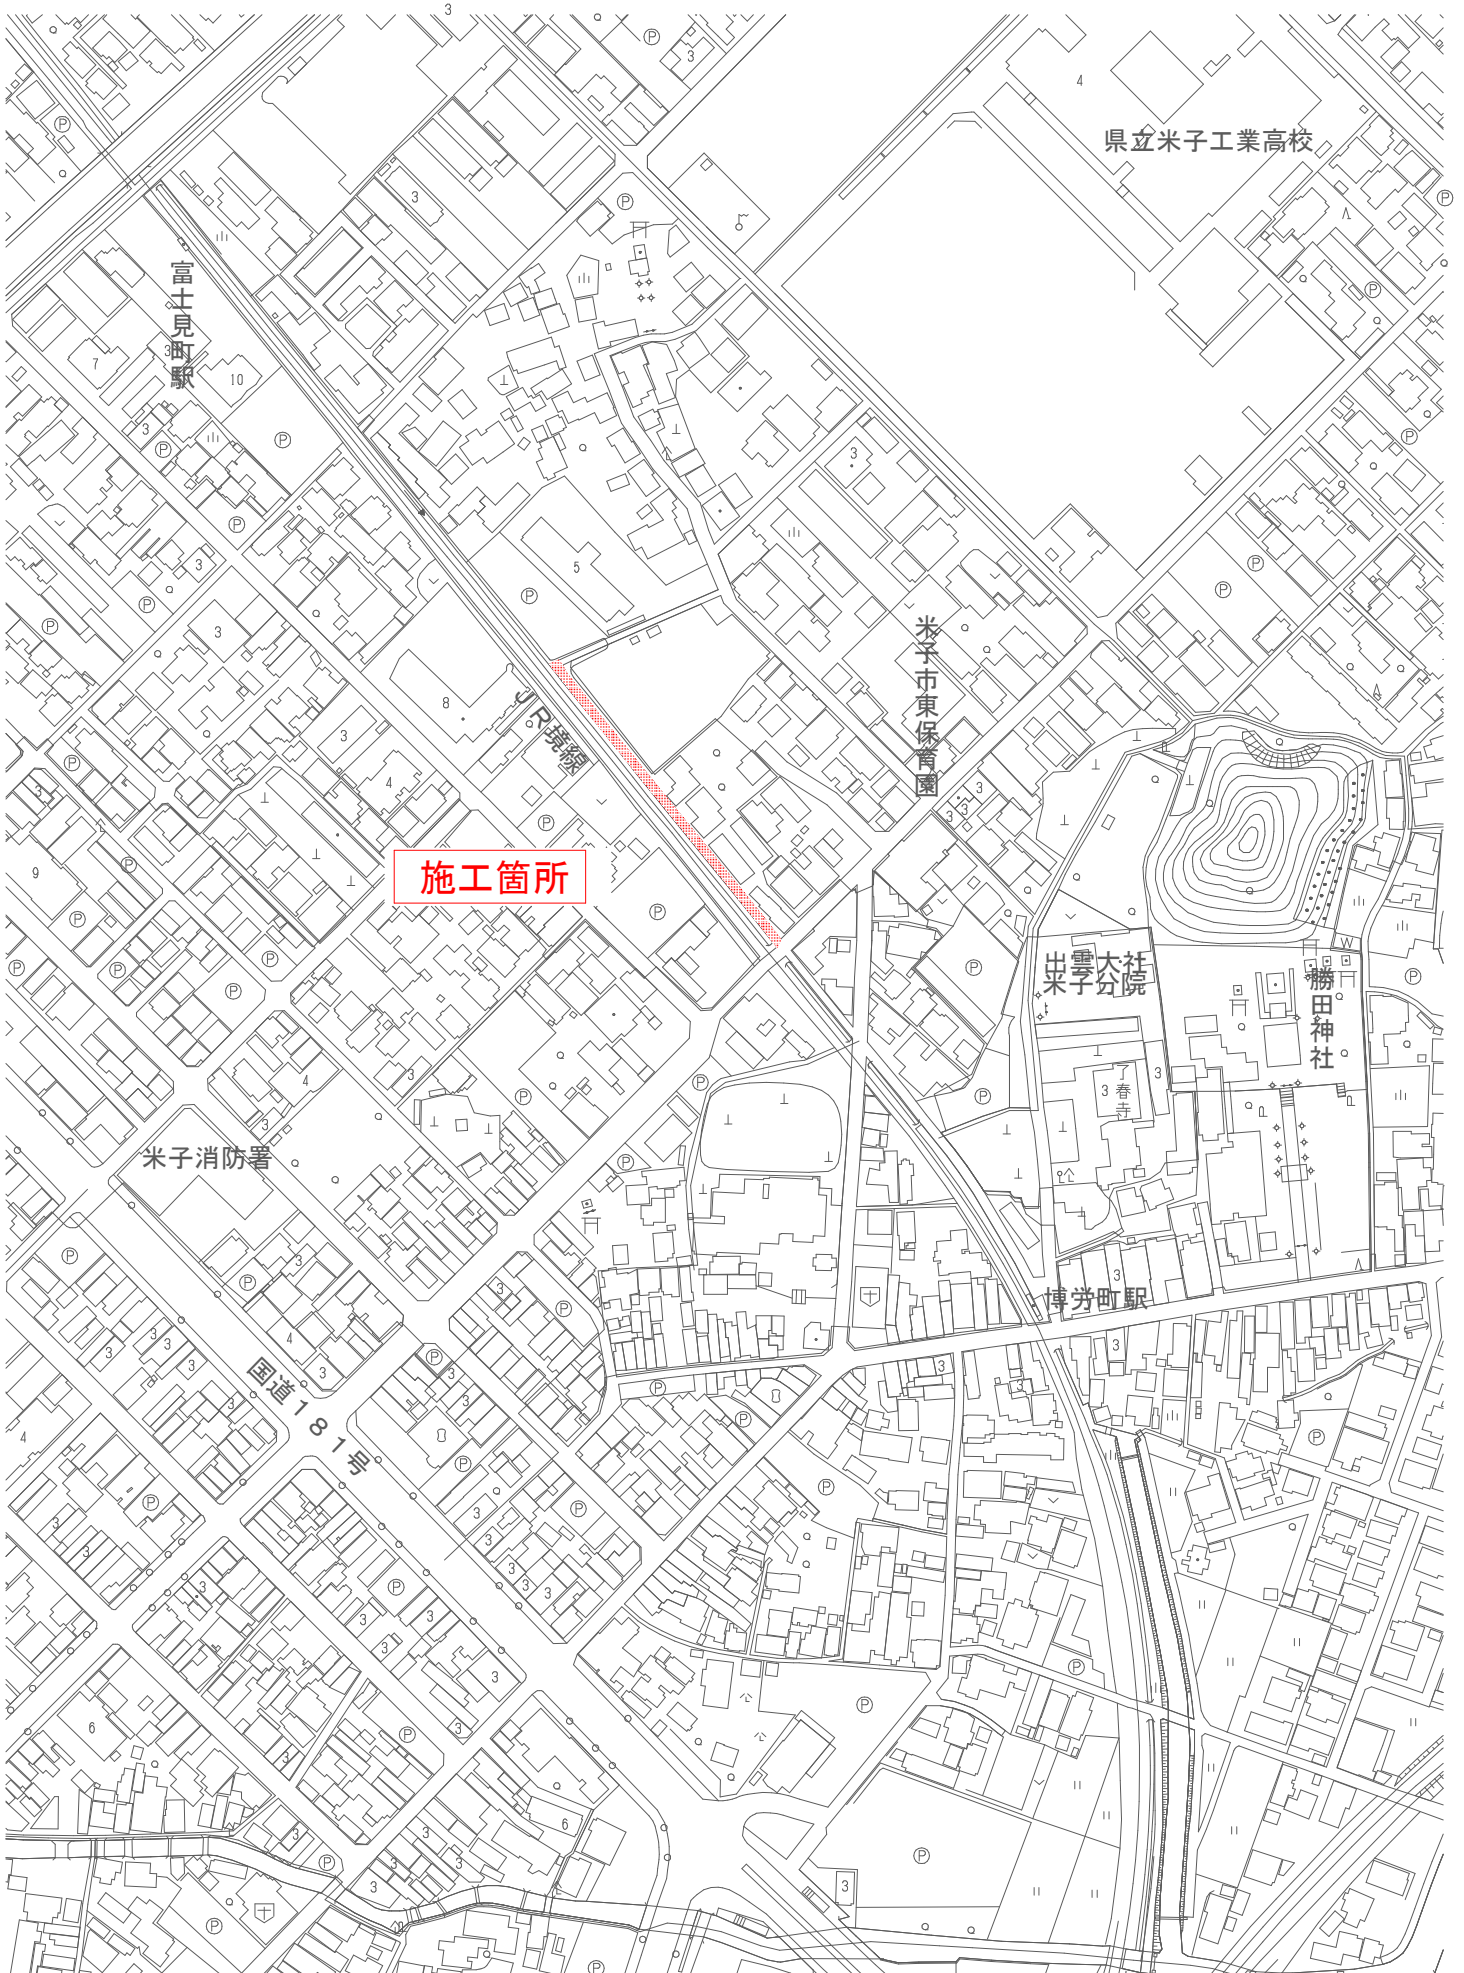 県立米子工業高校
富士見町駅
米子市東保育園
JR境線
施工箇所
出雲大社
米子分院
勝田神社
了春寺
米子消防署
博労町駅
国道181号